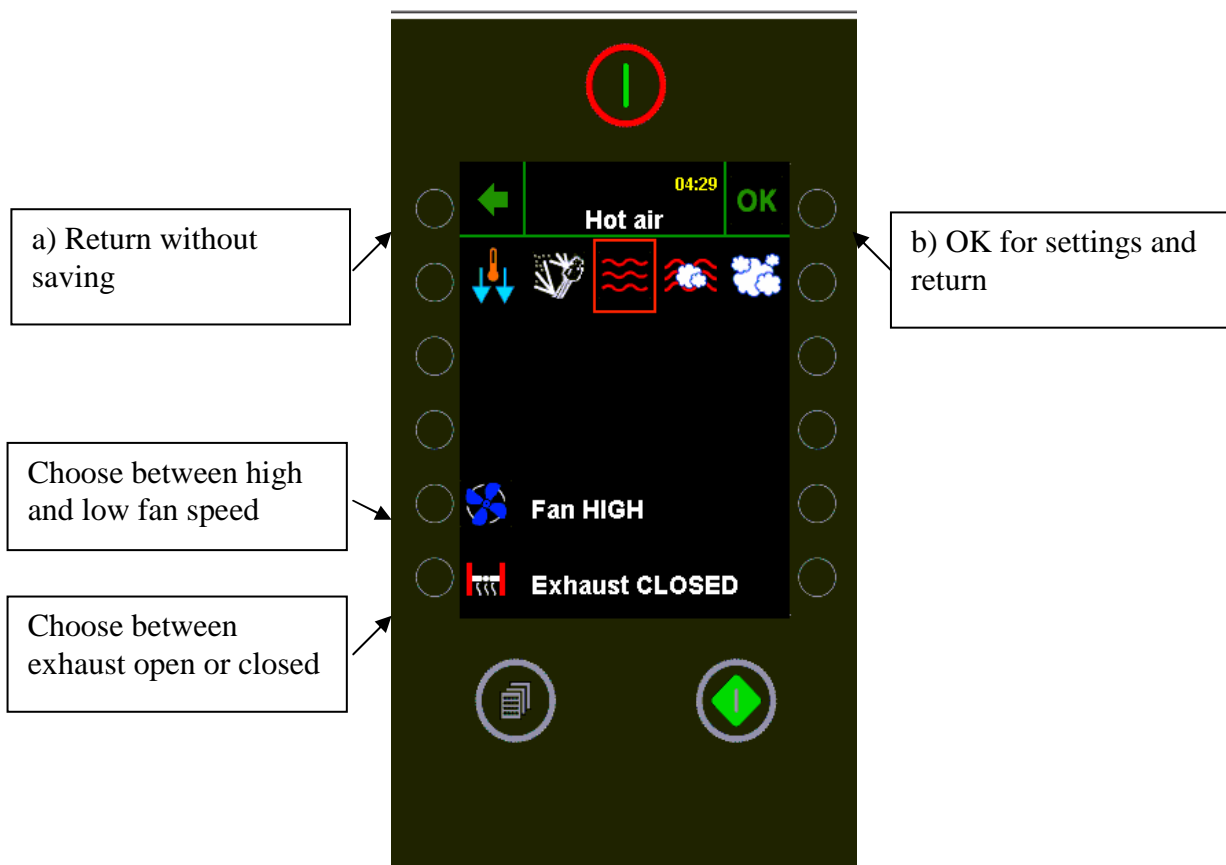 04:29
OK
Hot air
a) Return without
saving
b) OK for settings and
return
Choose between high
and low fan speed
Fan HIGH
Exhaust CLOSED
Choose between
exhaust open or closed